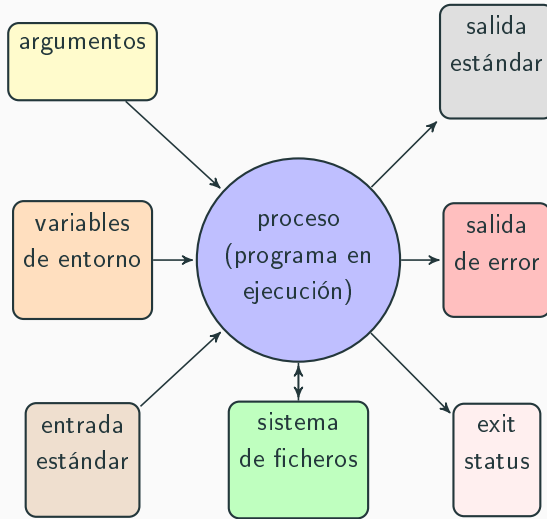 argumentos
salida
estándar
variables
de entorno
proceso
(programa en
ejecución)
salida
de error
entrada
estándar
sistema
de ficheros
exit
status